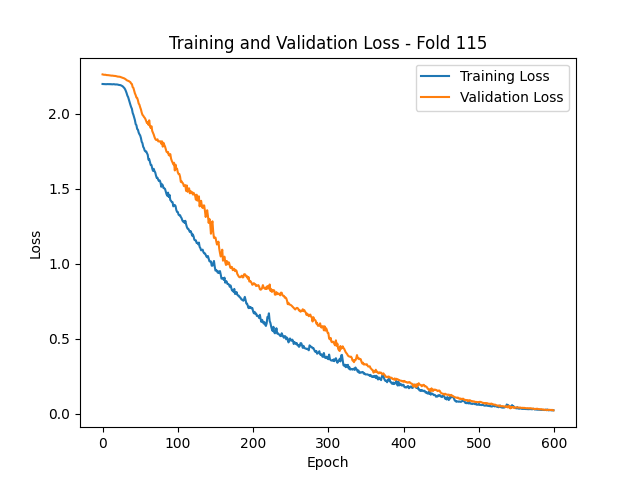 Training and Validation Loss - Fold 115
Training Loss
Validation Loss
2.0
1.5
1.0
0.5
0.0
Loss
0 100 200 300 400 500 600
Epoch